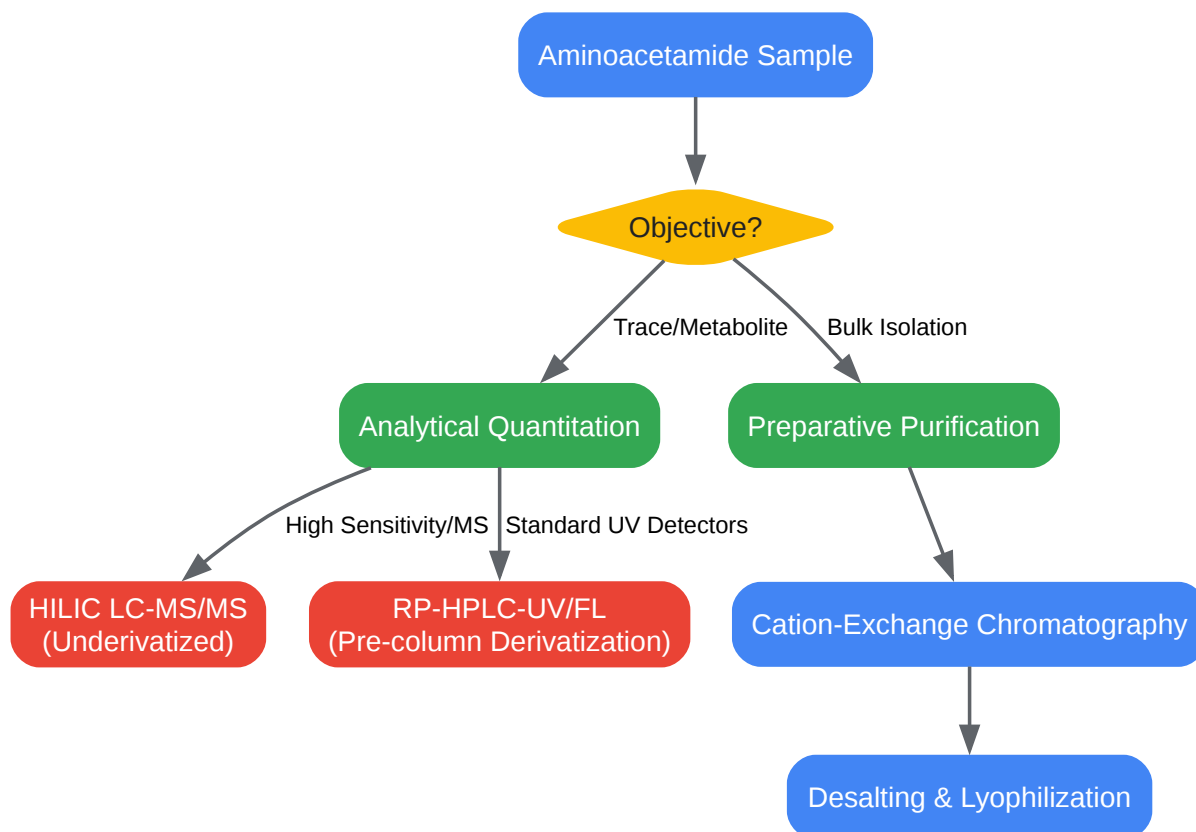 Aminoacetamide Sample
Objective?
Trace/Metabolite
Bulk Isolation
Analytical Quantitation
Preparative Purification
High Sensitivity/MS
Standard UV Detectors
HILIC LC-MS/MS
(Underivatized)
RP-HPLC-UV/FL
(Pre-column Derivatization)
Cation-Exchange Chromatography
Desalting & Lyophilization